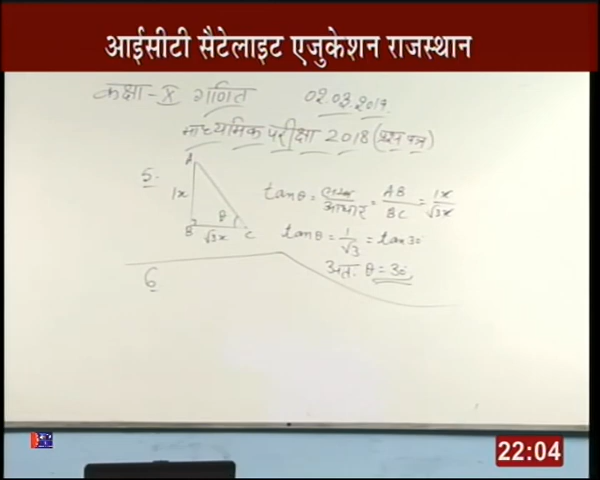 आईसीटी सैटेलाइट एजुकेशन राजस्थान
कक्षा-X गणित 02.03.2019
माध्यमिक परीक्षा 2018 (प्रश्न पत्र)
5.
A
1x
B
θ
√3x
C
tanθ = लम्ब/आधार = AB/BC = 1x/√3x
tanθ = 1/√3 = tan30
अतः θ = 30
6
22:04